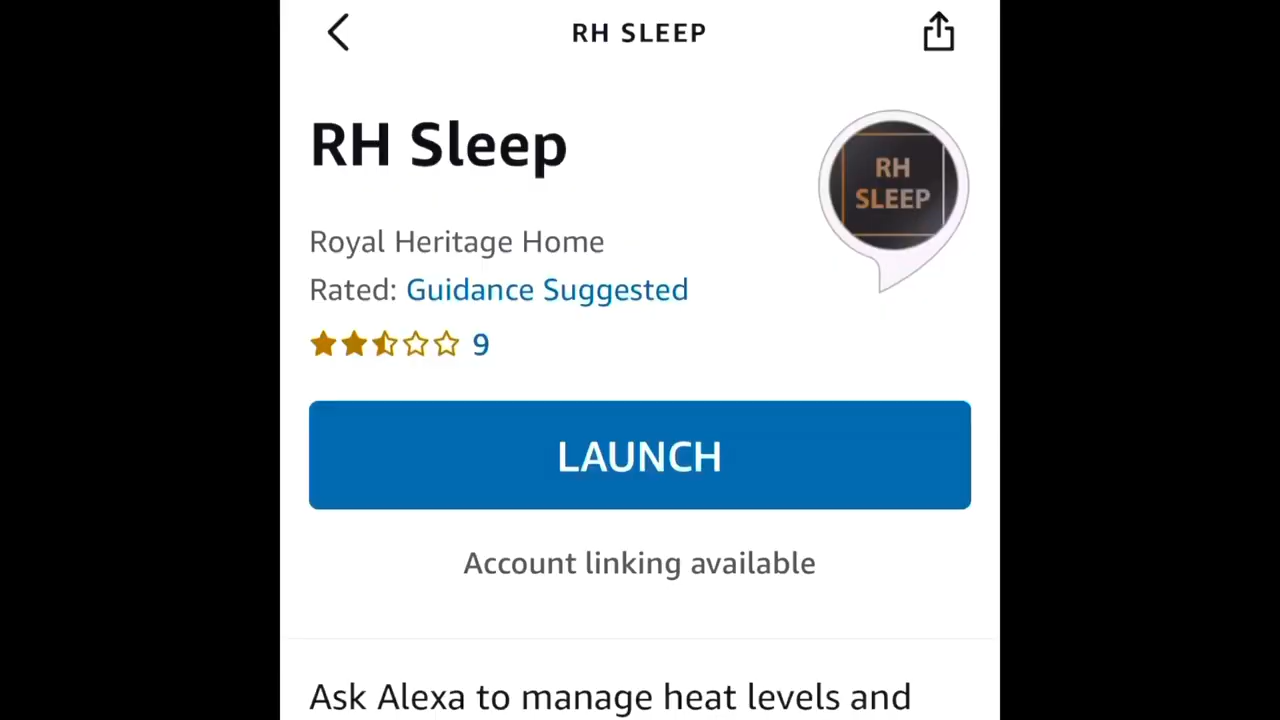 RH SLEEP
RH Sleep
RH
SLEEP
Royal Heritage Home
Rated: Guidance Suggested
9
LAUNCH
Account linking available
Ask Alexa to manage heat levels and